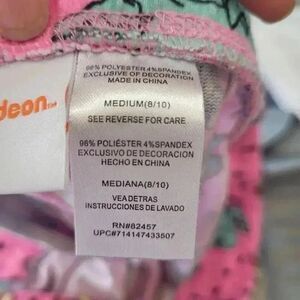 deon™
96% POLYESTER 4%SPANDEX
EXCLUSIVE OF DECORATION
MADE IN CHINA
MEDIUM(8/10)
SEE REVERSE FOR CARE
96% POLIÉSTER 4%SPANDEX
EXCLUSIVO DE DECORACION
HECHO EN CHINA
MEDIANA(8/10)
VEA DETRAS
INSTRUCCIONES DE LAVADO
RN#82457
UPC#714147433507